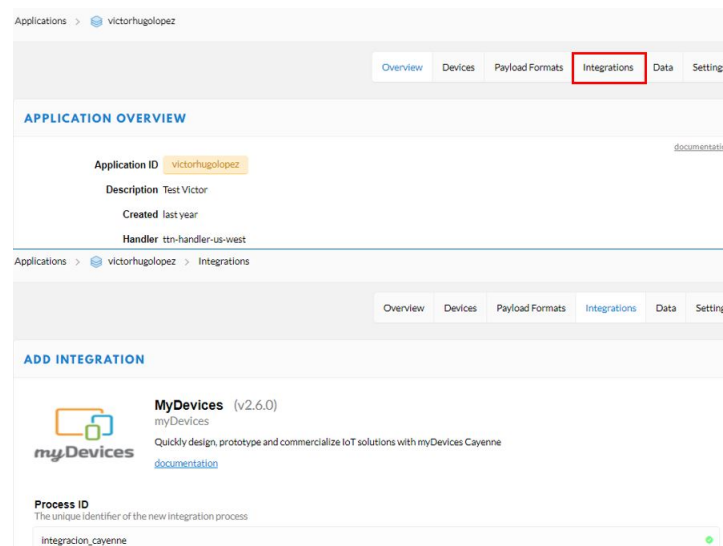 Applications > victorhugolopez
Overview Devices Payload Formats Integrations Data Setting
APPLICATION OVERVIEW
documentatio
Application ID victorhugolopez
Description Test Victor
Created last year
Handler ttn-handler-us-west
Applications > victorhugolopez > Integrations
Overview Devices Payload Formats Integrations Data Setting
ADD INTEGRATION
myDevices
MyDevices (v2.6.0)
myDevices
Quickly design, prototype and commercialize IoT solutions with myDevices Cayenne
documentation
Process ID
The unique identifier of the new integration process
integracion_cayenne